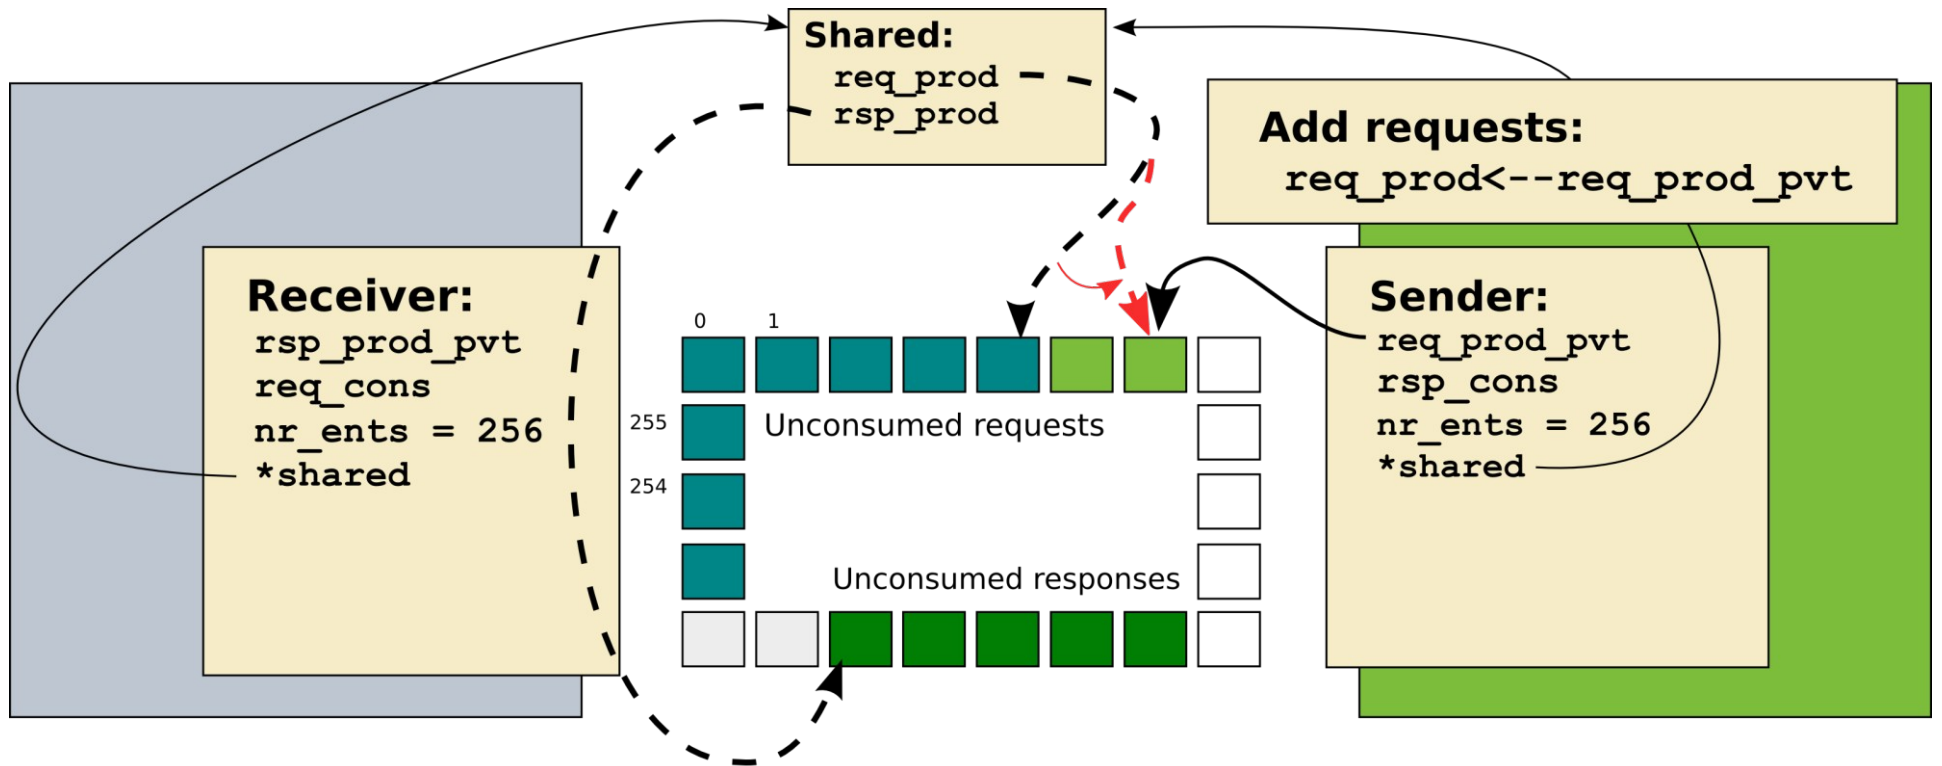 Shared:
req_prod
rsp_prod
Add requests:
req_prod<--req_prod_pvt
Receiver:
rsp_prod_pvt
req_cons
nr_ents = 256
*shared
0
1
255
Unconsumed requests
254
Unconsumed responses
Sender:
req_prod_pvt
rsp_cons
nr_ents = 256
*shared